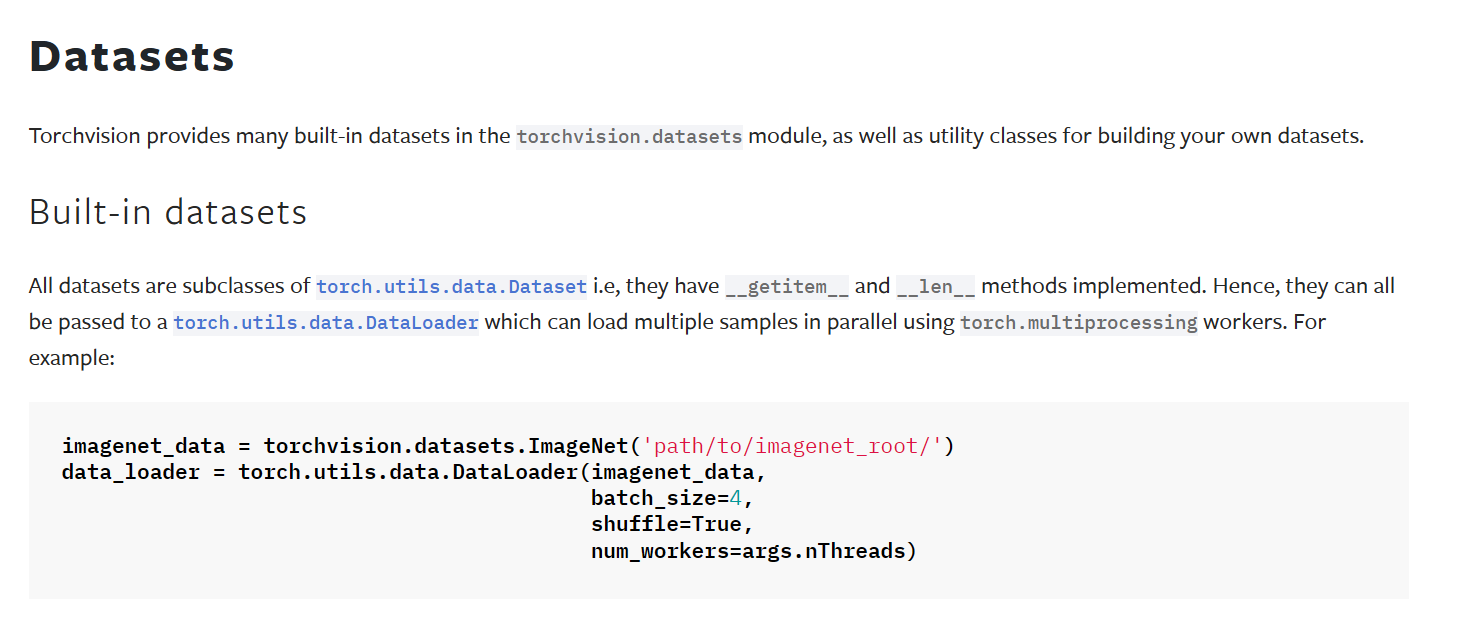 Datasets
Torchvision provides many built-in datasets in the torchvision.datasets module, as well as utility classes for building your own datasets.
Built-in datasets
All datasets are subclasses of torch.utils.data.Dataset i.e, they have __getitem__ and __len__ methods implemented. Hence, they can all
be passed to a torch.utils.data.DataLoader which can load multiple samples in parallel using torch.multiprocessing workers. For
example:
imagenet_data = torchvision.datasets.ImageNet('path/to/imagenet_root/')
data_loader = torch.utils.data.DataLoader(imagenet_data,
                                          batch_size=4,
                                          shuffle=True,
                                          num_workers=args.nThreads)